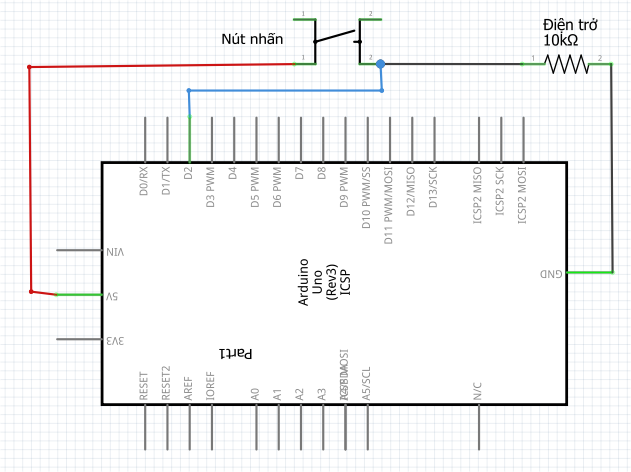 1
2
Nút nhấn
1
2
Điện trở
10kΩ
1
2
D0/RX
D1/TX
D2
D3 PWM
D4
D5 PWM
D6 PWM
D7
D8
D9 PWM
D10 PWM/SS
D11 PWM/MOSI
D12/MISO
D13/SCK
ICSP2 MISO
ICSP2 SCK
ICSP2 MOSI
VIN
5V
3V3
Arduino
Uno
(Rev3)
ICSP
GND
Part1
RESET
RESET2
AREF
IOREF
A0
A1
A2
A3
A5/SCL
N/C